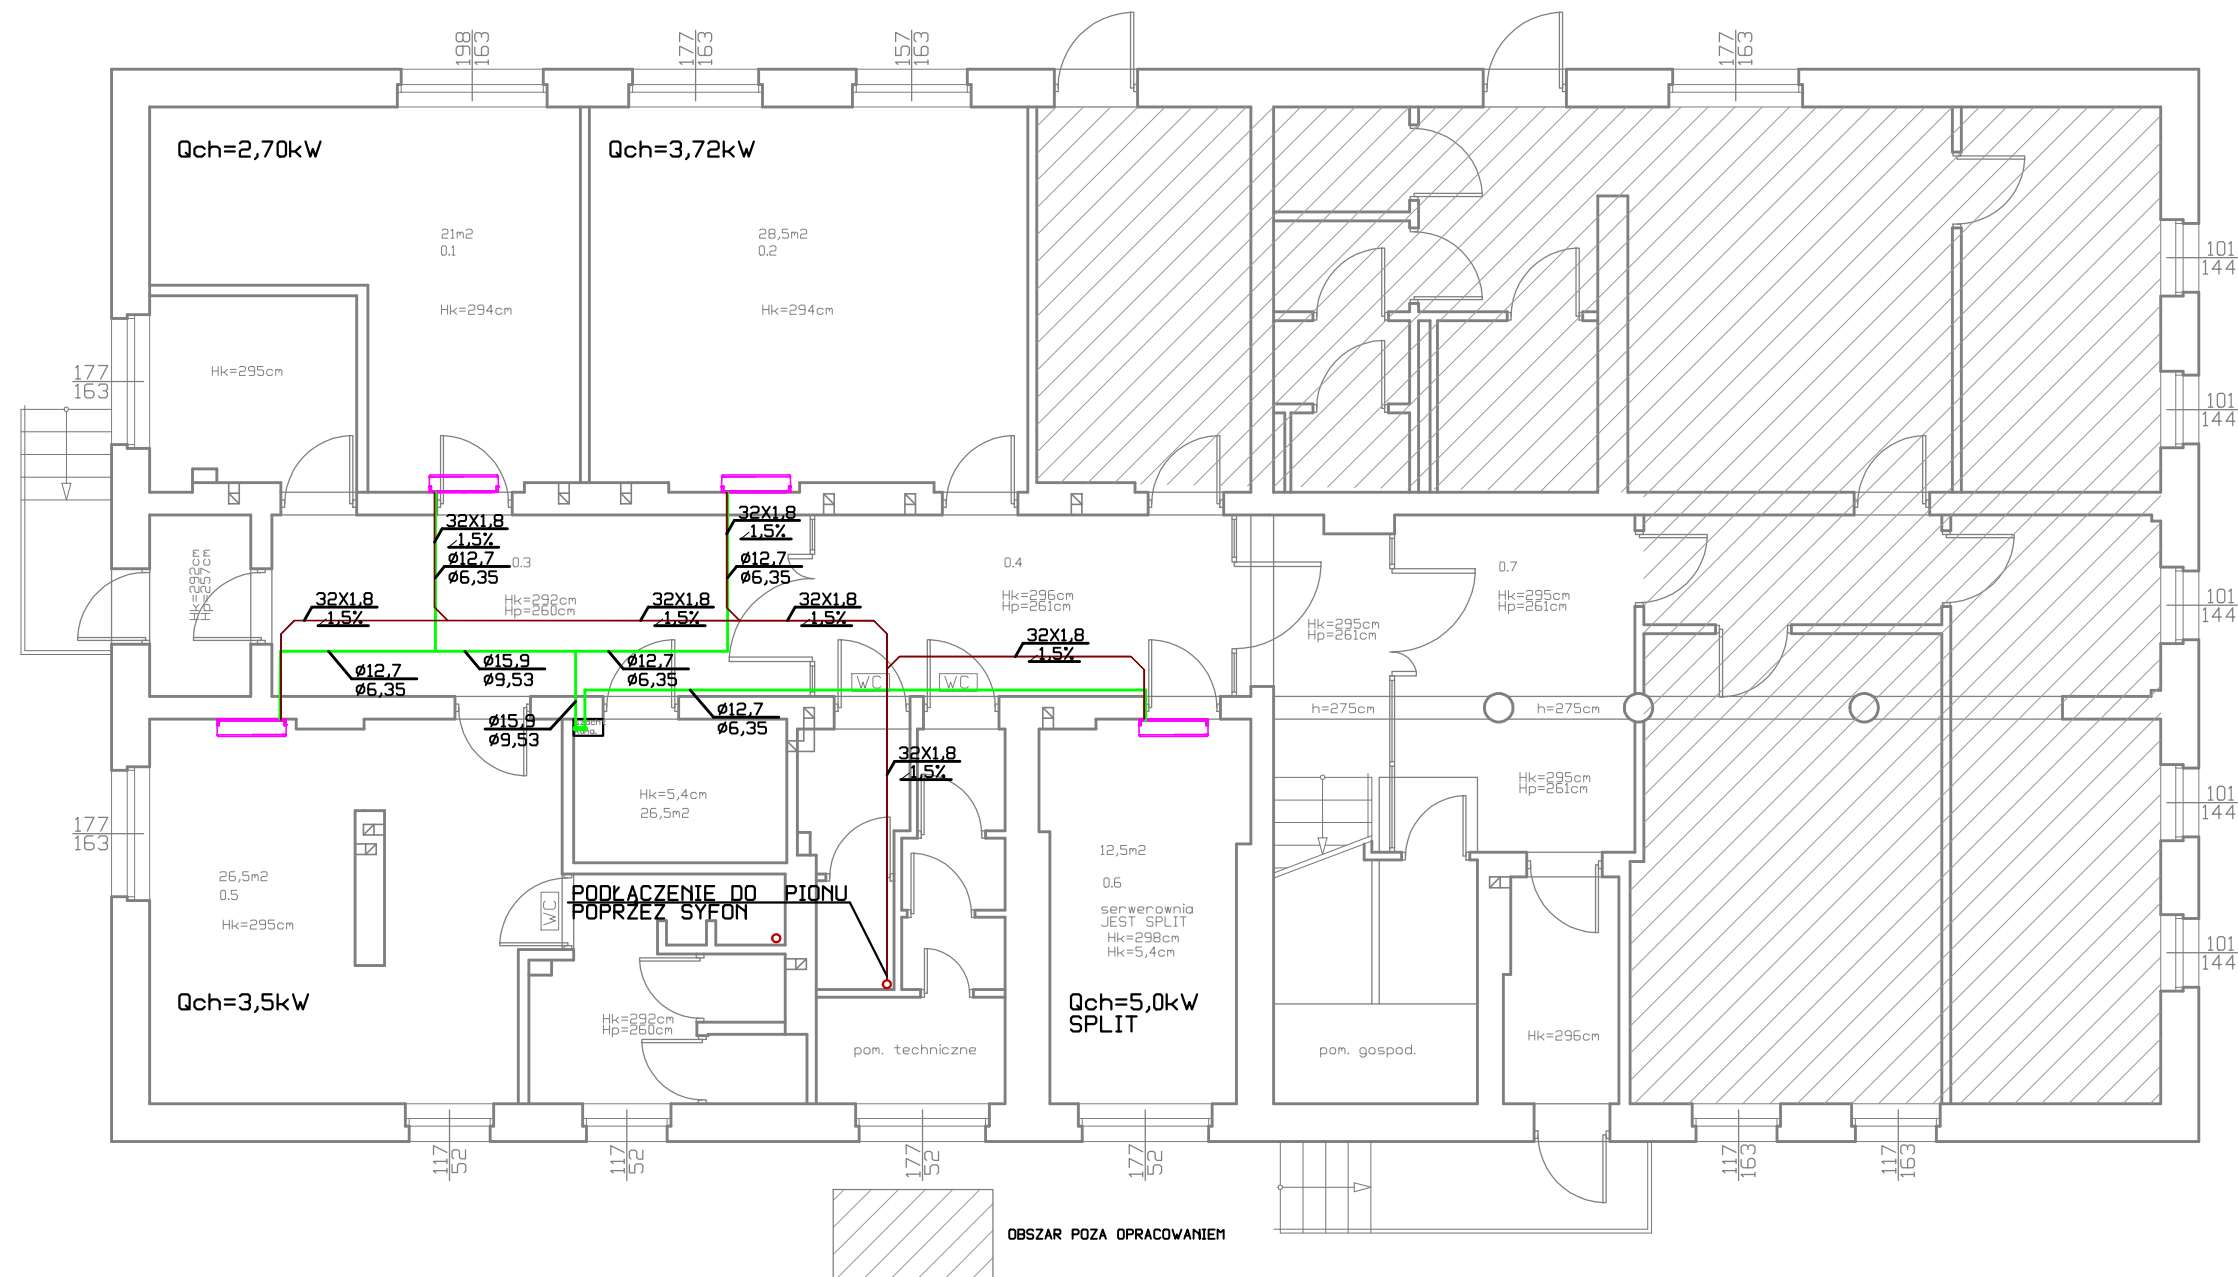 198
163
177
163
157
163
177
163
Qch=2,70kW
Qch=3,72kW
21m2
0.1
28,5m2
0.2
101
144
Hk=294cm
Hk=294cm
Hk=295cm
177
163
101
144
32X1,8
1,5%
Ø12,7
Ø6,35
32X1,8
1,5%
Ø12,7
Ø6,35
0.3
0.4
0.7
Hk=292cm
Hp=257cm
32X1,8
1,5%
Hk=292cm
Hp=260cm
32X1,8
1,5%
32X1,8
1,5%
Hk=296cm
Hp=261cm
Hk=295cm
Hp=261cm
101
144
Hk=295cm
Hp=261cm
32X1,8
1,5%
Ø12,7
Ø6,35
Ø15,9
Ø9,53
Ø12,7
Ø6,35
WC
WC
Ø15,9
Ø9,53
Ø12,7
Ø6,35
h=275cm
h=275cm
32X1,8
1,5%
Hk=5,4cm
26,5m2
Hk=295cm
Hp=261cm
101
144
177
163
26,5m2
0.5
Hk=295cm
WC
PODŁĄCZENIE DO PIONU
POPRZEZ SYFON
12,5m2
0.6
serwerownia
JEST SPLIT
Hk=298cm
Hk=5,4cm
101
144
Qch=3,5kW
Hk=292cm
Hp=260cm
Qch=5,0kW
SPLIT
pom. techniczne
pom. gospod.
Hk=296cm
117
52
117
52
177
52
177
52
117
163
117
163
OBSZAR POZA OPRACOWANIEM